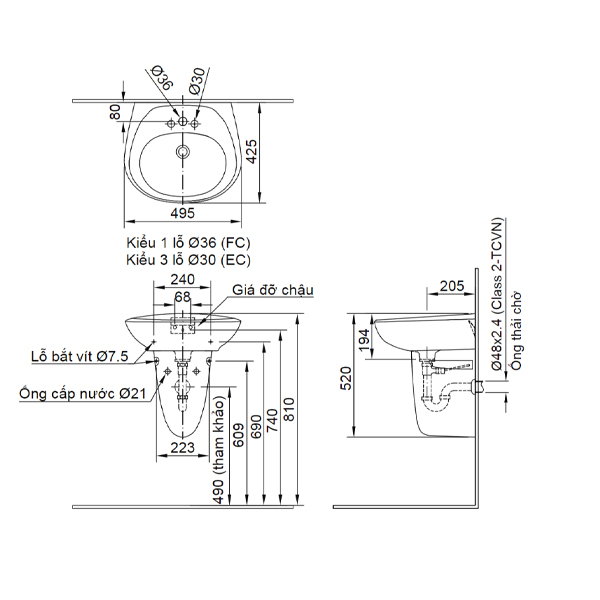 Ø36
Ø30
80
425
495
Kiểu 1 lỗ Ø36 (FC)
Kiểu 3 lỗ Ø30 (EC)
240
68
Giá đỡ chậu
Lỗ bắt vít Ø7.5
Ống cấp nước Ø21
223
490 (tham khảo)
609
690
740
810
205
194
520
Ø48x2.4 (Class 2-TCVN)
Ống thải chờ